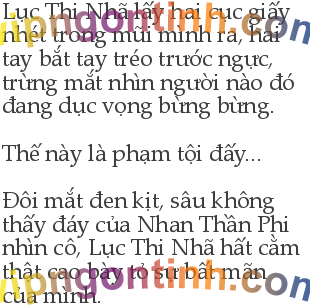 Lục Thi Nhã lấy hai cục giấy
nhét trong mũi mình ra, hai
tay bắt tay tréo trước ngực,
trừng mắt nhìn người nào đó
đang dục vọng bừng bừng.

Thế này là phạm tội đấy...

Đôi mắt đen kịt, sâu không
thấy đáy của Nhan Thần Phi
nhìn cô, Lục Thi Nhã hất cằm
thật cao bày tỏ sự bất mãn
của mình.